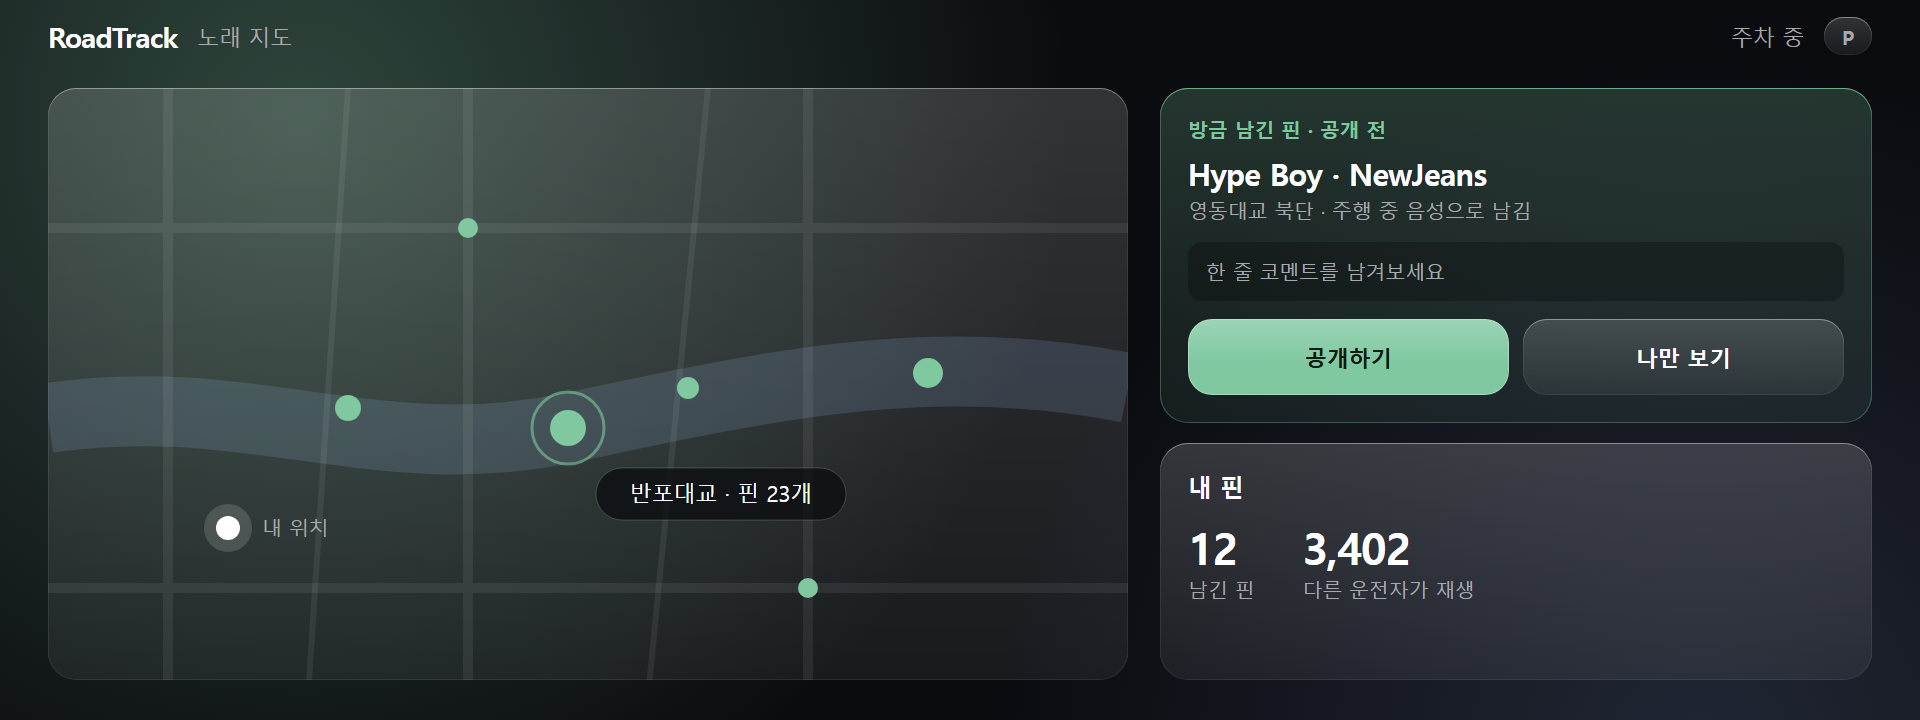 RoadTrack 노래 지도
주차 중 P
내 위치
반포대교 · 핀 23개
방금 남긴 핀 · 공개 전
Hype Boy · NewJeans
영동대교 북단 · 주행 중 음성으로 남김
한 줄 코멘트를 남겨보세요
공개하기
나만 보기
내 핀
12
남긴 핀
3,402
다른 운전자가 재생